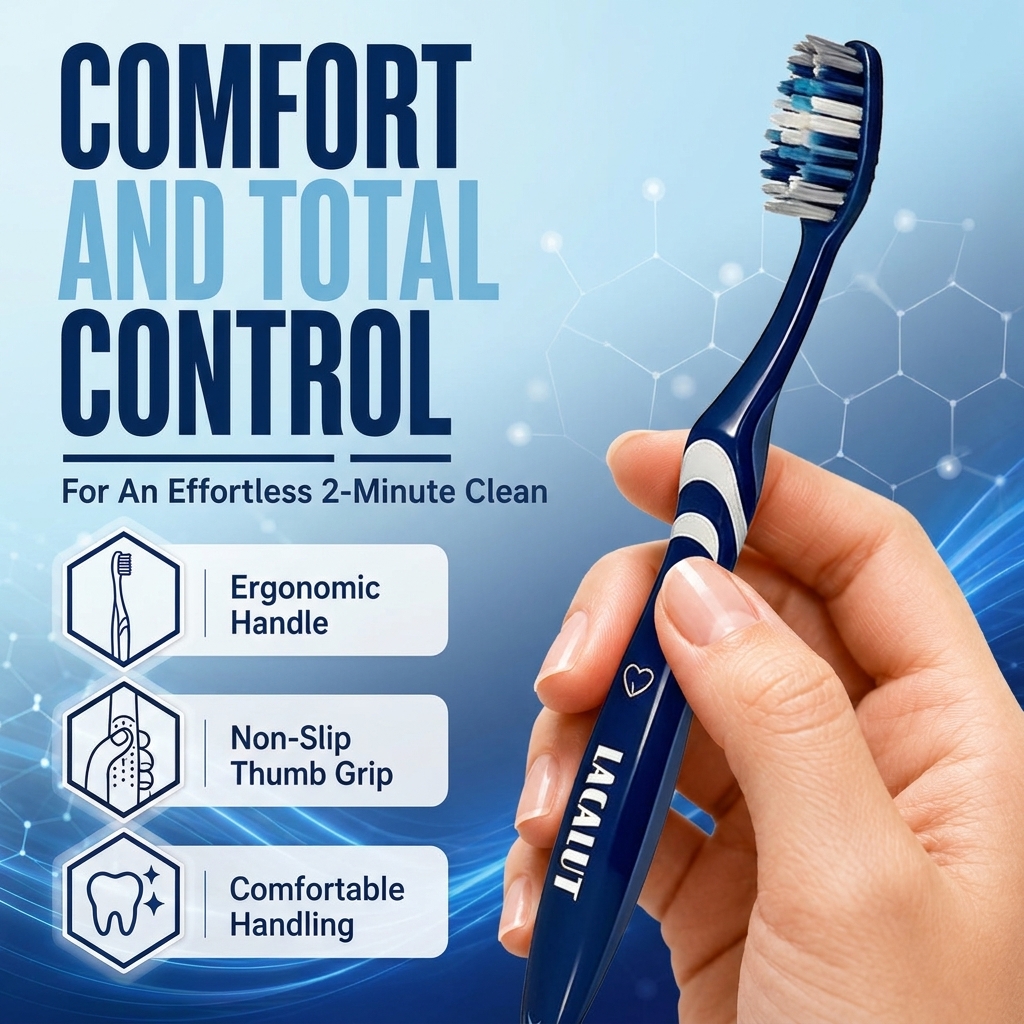 COMFORT
AND TOTAL
CONTROL
For An Effortless 2-Minute Clean
Ergonomic
Handle
Non-Slip
Thumb Grip
Comfortable
Handling
LACALUT